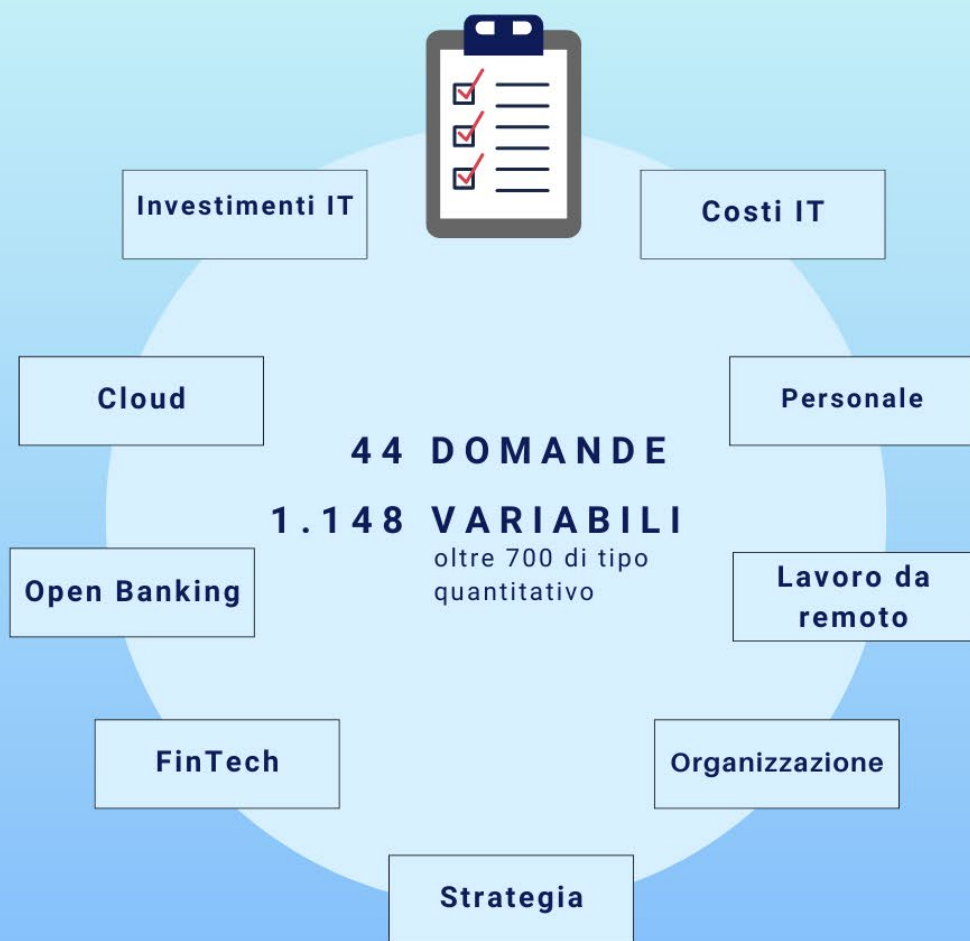 Investimenti IT
Costi IT
Cloud
Personale
44 DOMANDE
1.148 VARIABILI
oltre 700 di tipo
quantitativo
Open Banking
Lavoro da
remoto
FinTech
Organizzazione
Strategia